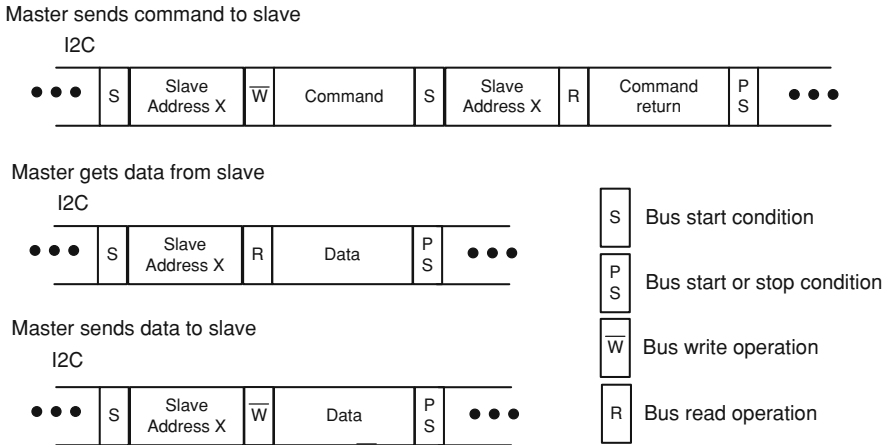 Master sends command to slave
I2C
S
Slave
Address X
W
Command
S
Slave
Address X
R
Command
return
P
S
Master gets data from slave
I2C
S
Slave
Address X
R
Data
P
S
Master sends data to slave
I2C
S
Slave
Address X
W
Data
P
S
S Bus start condition
P
S
Bus start or stop condition
W Bus write operation
R Bus read operation